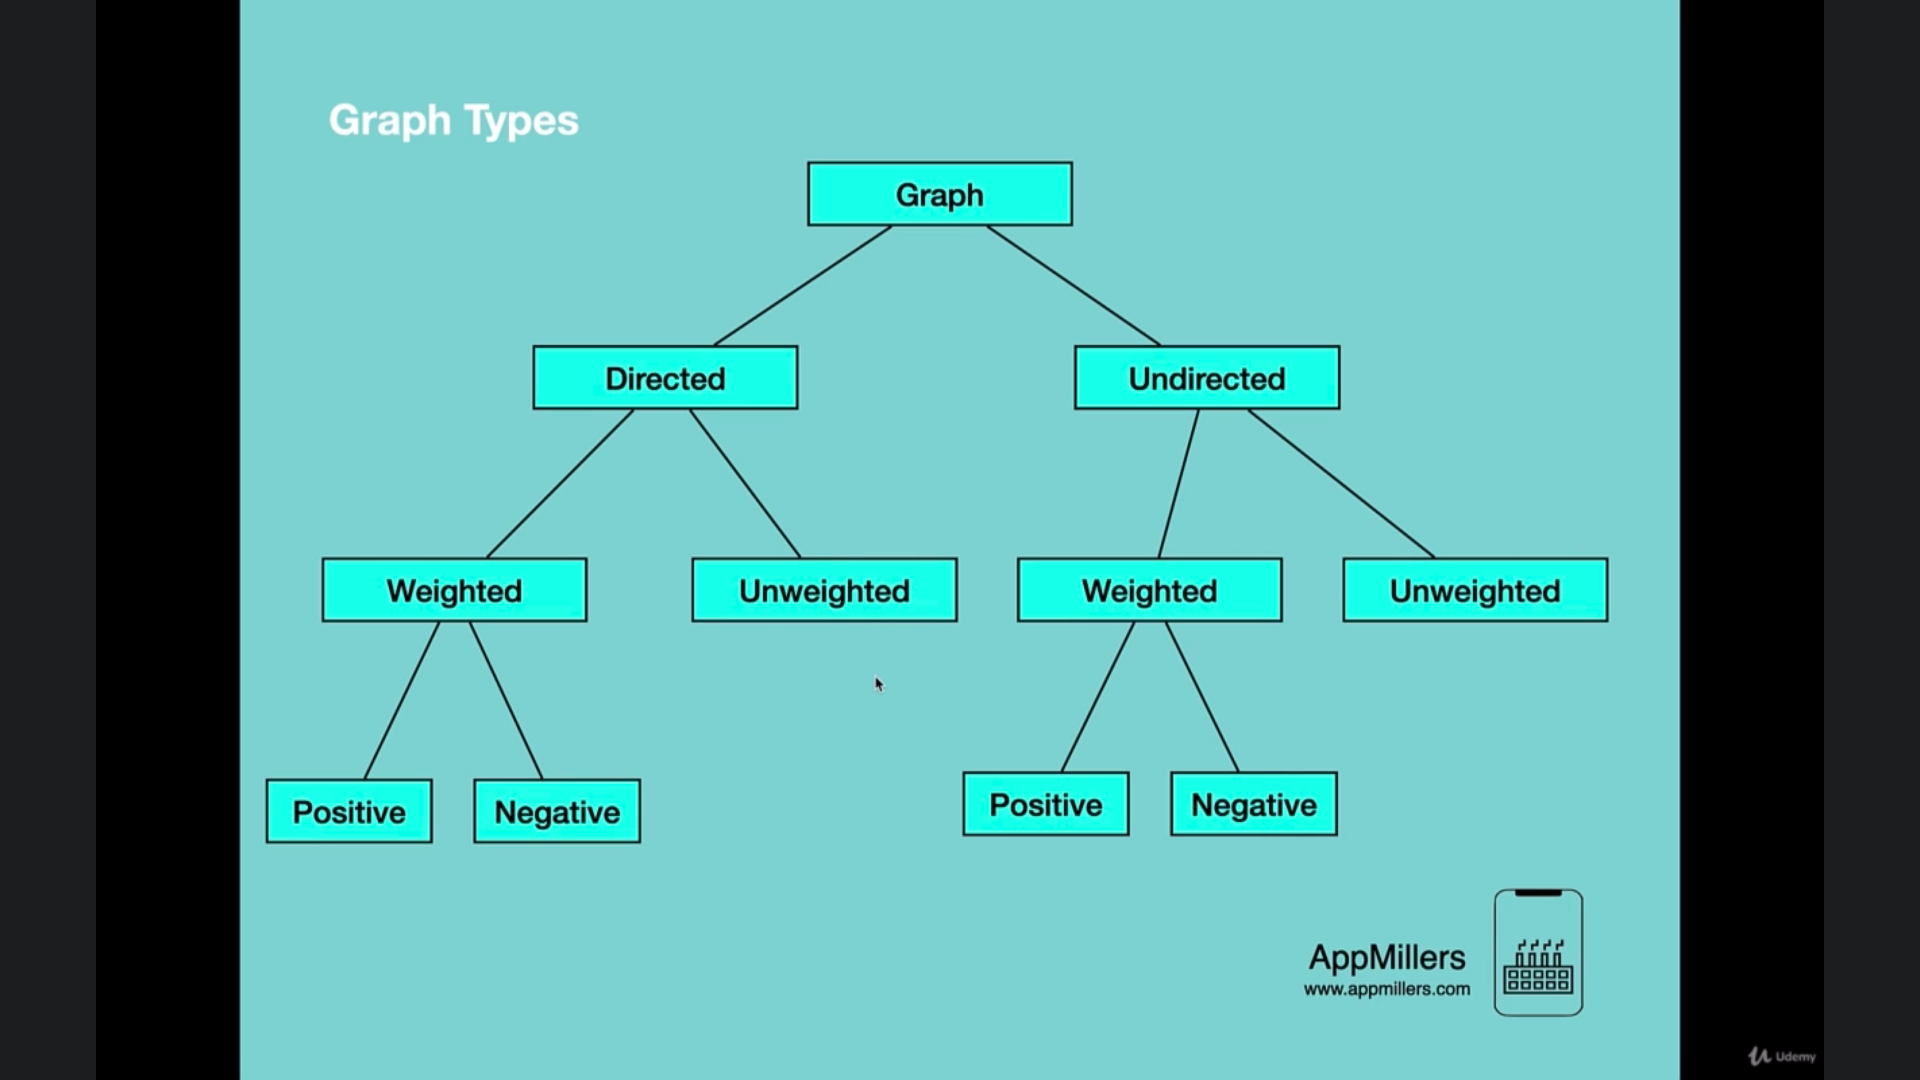 Graph Types
Graph
Directed
Undirected
Weighted
Unweighted
Weighted
Unweighted
Positive
Negative
Positive
Negative
AppMillers
www.appmillers.com
Udemy